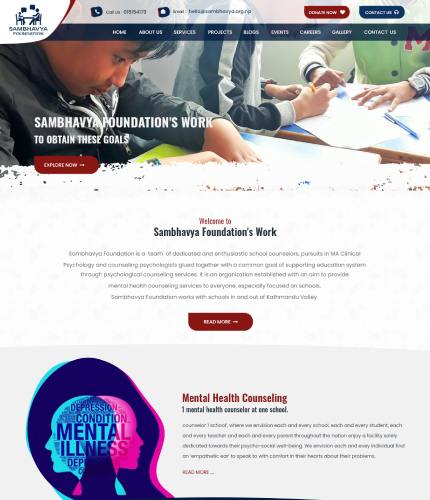 SAMBHAVYA
FOUNDATION
Call us : 015154173
Email : hello@sambhavya.org.np
DONATE NOW
CONTACT US
HOME ABOUT US SERVICES PROJECTS BLOGS EVENTS CAREERS GALLERY CONTACT US
SAMBHAVYA FOUNDATION'S WORK
TO OBTAIN THESE GOALS
EXPLORE NOW →
Welcome to
Sambhavya Foundation's Work
Sambhavya Foundation is a team of dedicated and enthusiastic school counselors, pursuits in MA Clinical
Psychology and counseling psychologists glued together with a common goal of supporting education system
through psychological counseling services. It is an organization established with an aim to provide
mental health counseling services to everyone, especially focused on schools.
Sambhavya Foundation works with schools in and out of Kathmandu Valley.
READ MORE →
DEPRESSION
CONDITION
MENTAL
ILLNESS
Mental Health Counseling
1 mental health counselor at one school.
counselor 1 school', where we envision each and every school, each and every student, each
and every teacher and each and every parent throughout the nation enjoy a facility solely
dedicated towards their psycho-social well-being. We envision each and every individual find
an 'empathetic ear' to speak to with comfort in their hearts about their problems.
READ MORE ...